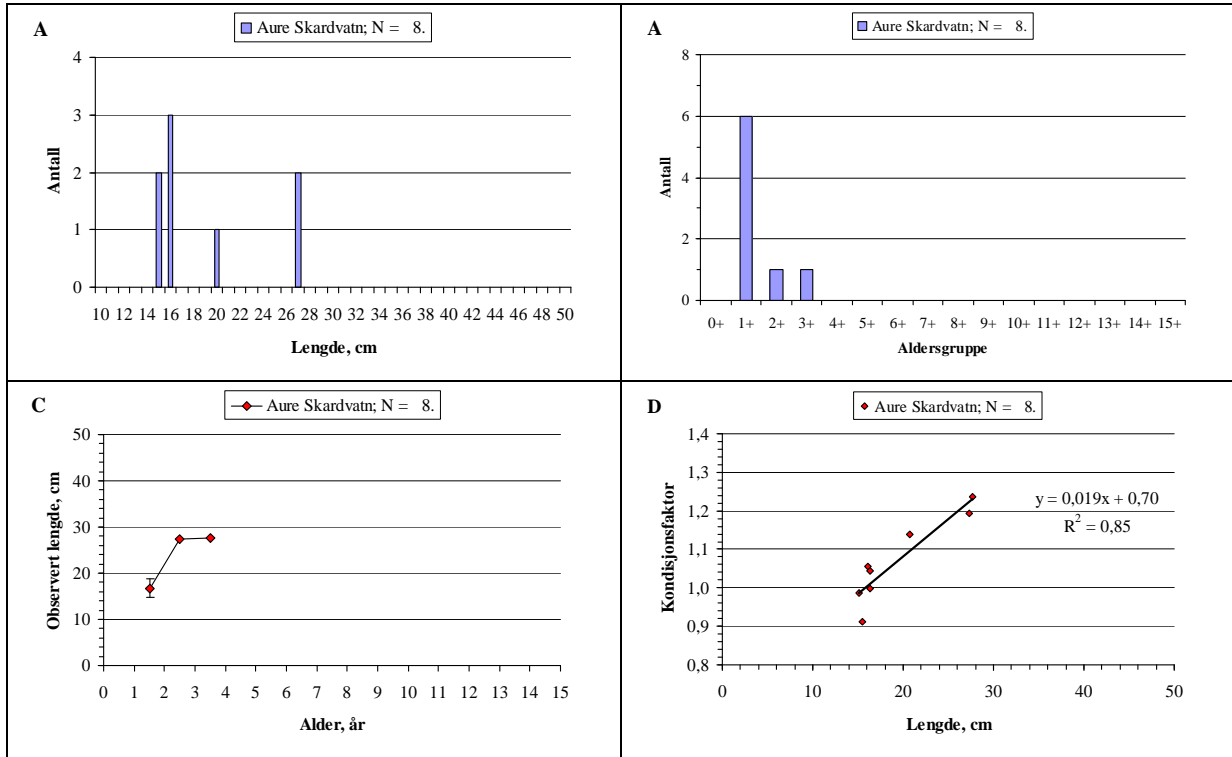 A
Aure Skardvatn; N = 8.
4
3
2
1
0
Antall
10 12 14 16 18 20 22 24 26 28 30 32 34 36 38 40 42 44 46 48 50
Lengde, cm
A
Aure Skardvatn; N = 8.
8
6
4
2
0
Antall
0+ 1+ 2+ 3+ 4+ 5+ 6+ 7+ 8+ 9+ 10+ 11+ 12+ 13+ 14+ 15+
Aldersgruppe
C
Aure Skardvatn; N = 8.
50
40
30
20
10
0
Observert lengde, cm
0 1 2 3 4 5 6 7 8 9 10 11 12 13 14 15
Alder, år
D
Aure Skardvatn; N = 8.
1,4
1,3
1,2
1,1
1,0
0,9
0,8
Kondisjonsfaktor
y = 0,019x + 0,70
R² = 0,85
0 10 20 30 40 50
Lengde, cm